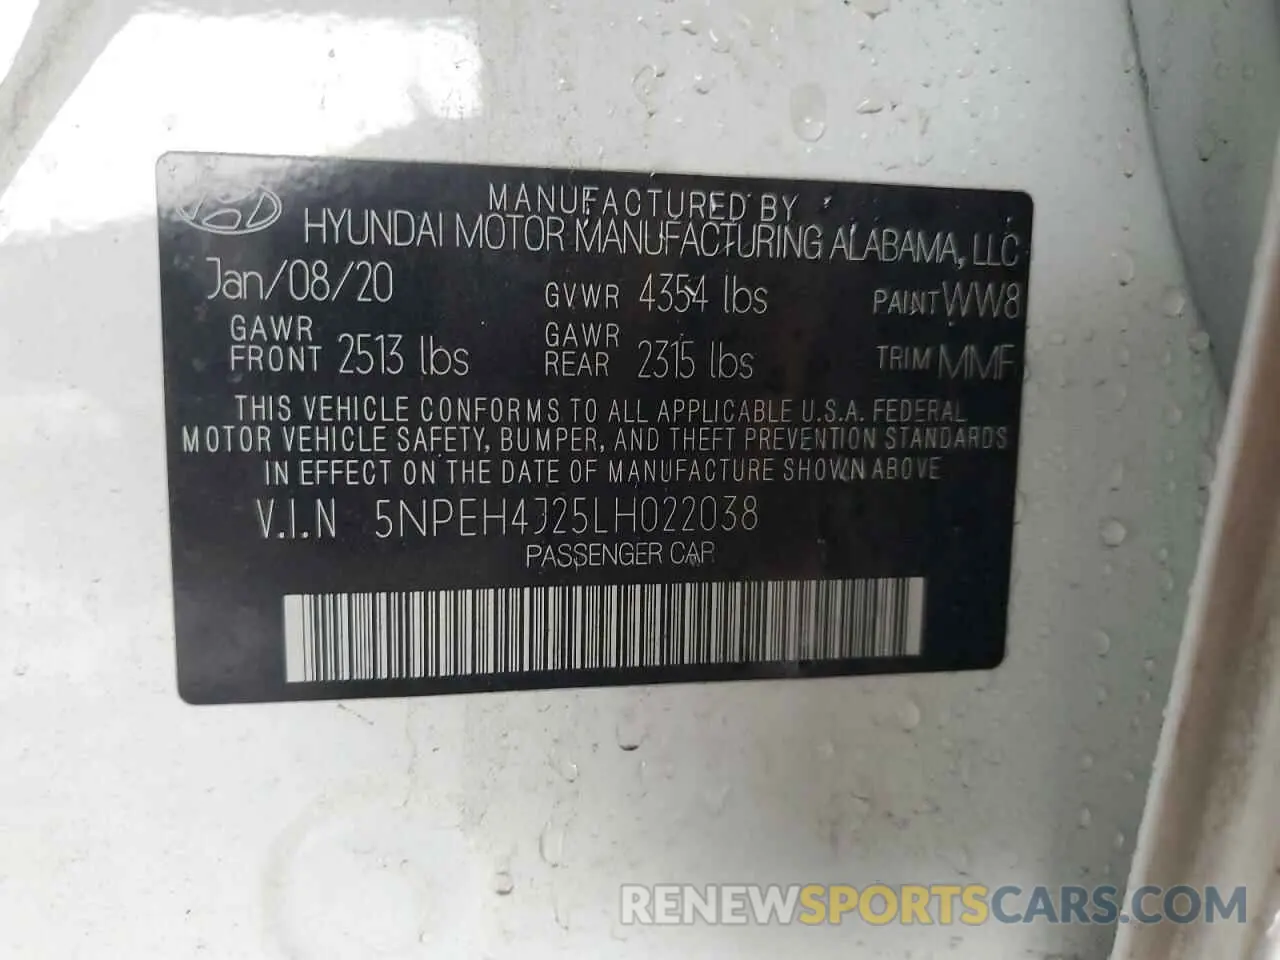 MANUFACTURED BY
HYUNDAI MOTOR MANUFACTURING ALABAMA, LLC
Jan/08/20 GVWR 4354 lbs PAINT WW8
GAWR FRONT 2513 lbs GAWR REAR 2315 lbs TRIM MMF
THIS VEHICLE CONFORMS TO ALL APPLICABLE U.S.A. FEDERAL
MOTOR VEHICLE SAFETY, BUMPER, AND THEFT PREVENTION STANDARDS
IN EFFECT ON THE DATE OF MANUFACTURE SHOWN ABOVE
V.I.N 5NPEH4J25LH022038
PASSENGER CAR
RENEWSPORTSCARS.COM